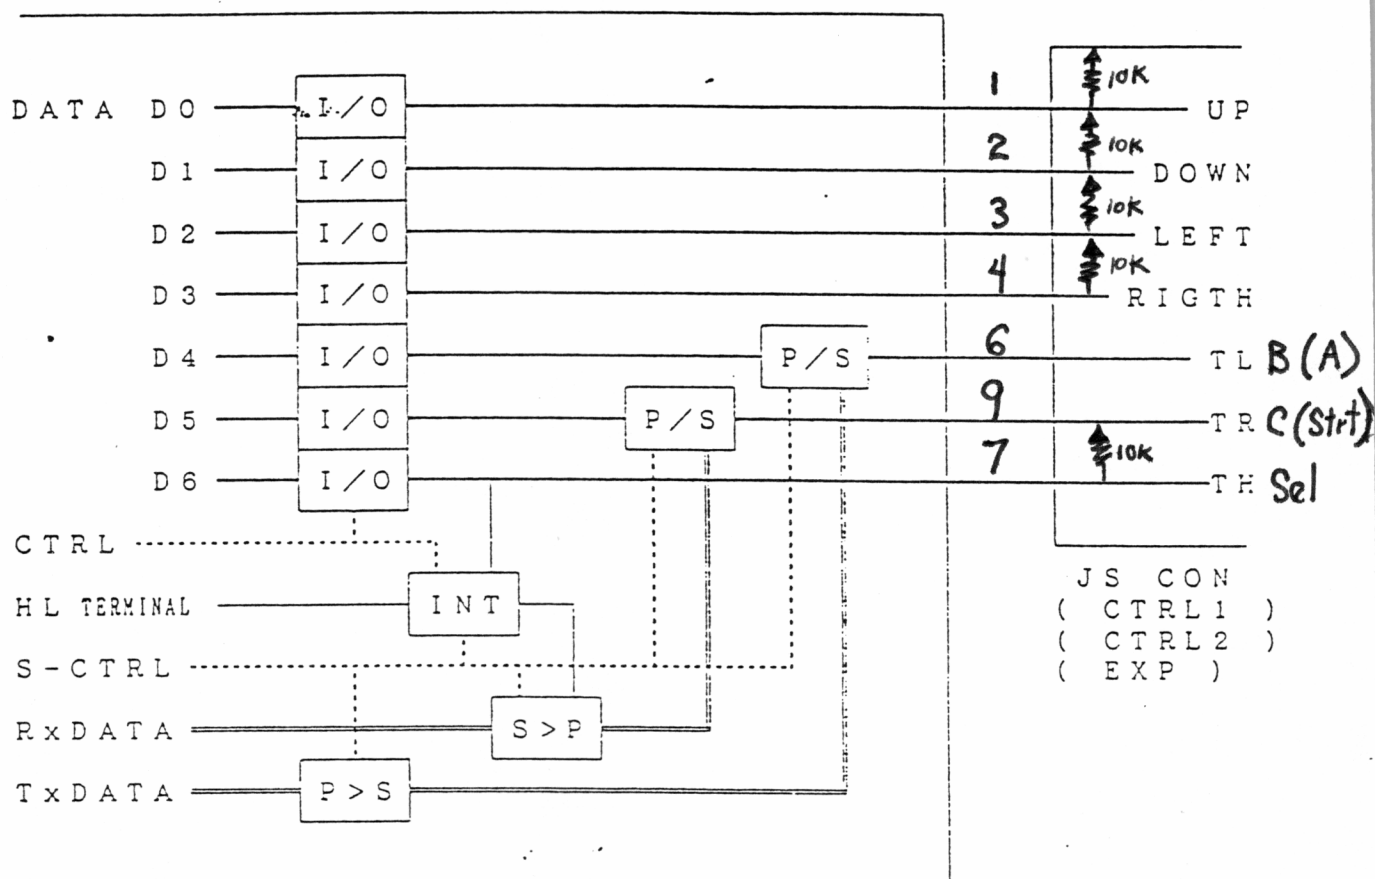 1 10K
DATA D0 I/O UP
2 10K
D1 I/O DOWN
3 10K
D2 I/O LEFT
4 10K
D3 I/O RIGTH
6
D4 I/O P/S TL B(A)
9
D5 I/O P/S TR C(Strt)
7 10K
D6 I/O TH Sel
CTRL
JS CON
HL TERMINAL INT ( CTRL1 )
( CTRL2 )
S-CTRL ( EXP )
RxDATA S>P
TxDATA P>S